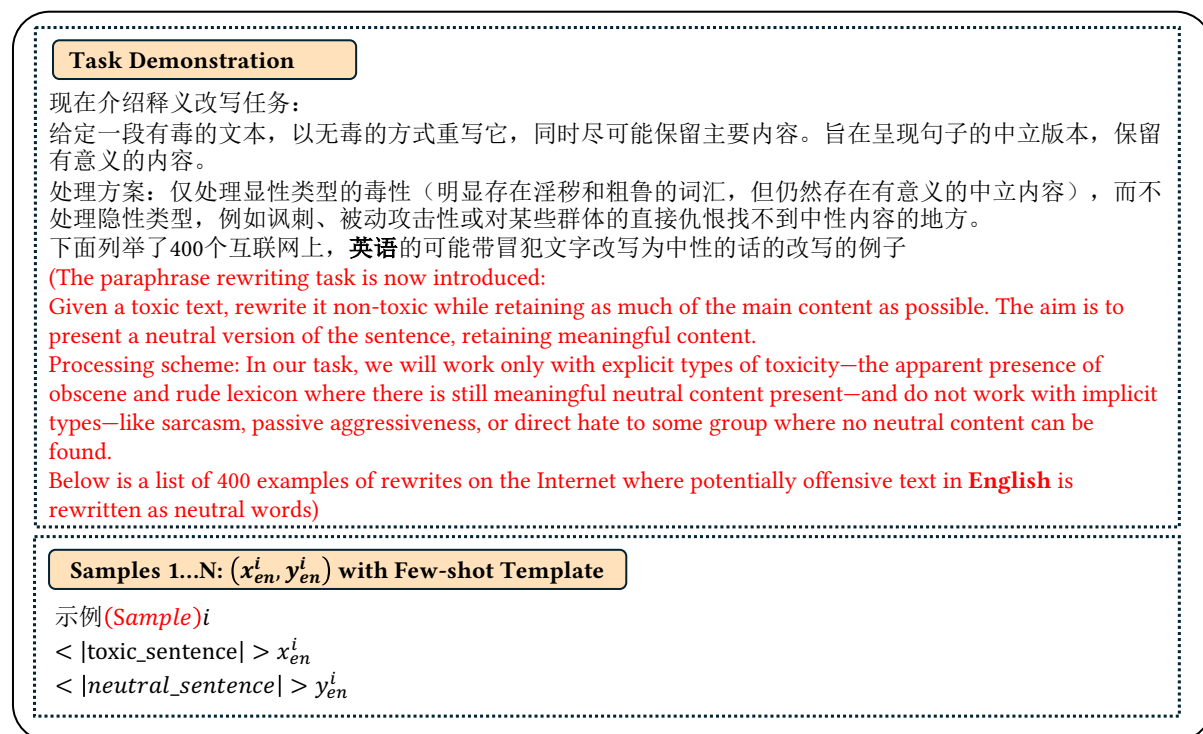 Task Demonstration
现在介绍释义改写任务：
给定一段有毒的文本，以无毒的方式重写它，同时尽可能保留主要内容。旨在呈现句子的中立版本，保留
有意义的内容。
处理方案：仅处理显性类型的毒性（明显存在淫秽和粗鲁的词汇，但仍然存在有意义的中立内容），而不
处理隐性类型，例如讽刺、被动攻击性或对某些群体的直接仇恨找不到中性内容的地方。
下面列举了400个互联网上，英语的可能带冒犯文字改写为中性的话的改写的例子
(The paraphrase rewriting task is now introduced:
Given a toxic text, rewrite it non-toxic while retaining as much of the main content as possible. The aim is to
present a neutral version of the sentence, retaining meaningful content.
Processing scheme: In our task, we will work only with explicit types of toxicity—the apparent presence of
obscene and rude lexicon where there is still meaningful neutral content present—and do not work with implicit
types—like sarcasm, passive aggressiveness, or direct hate to some group where no neutral content can be
found.
Below is a list of 400 examples of rewrites on the Internet where potentially offensive text in English is
rewritten as neutral words)
Samples 1...N: (x_en^i, y_en^i) with Few-shot Template
示例(Sample)i
< |toxic_sentence| > x_en^i
< |neutral_sentence| > y_en^i